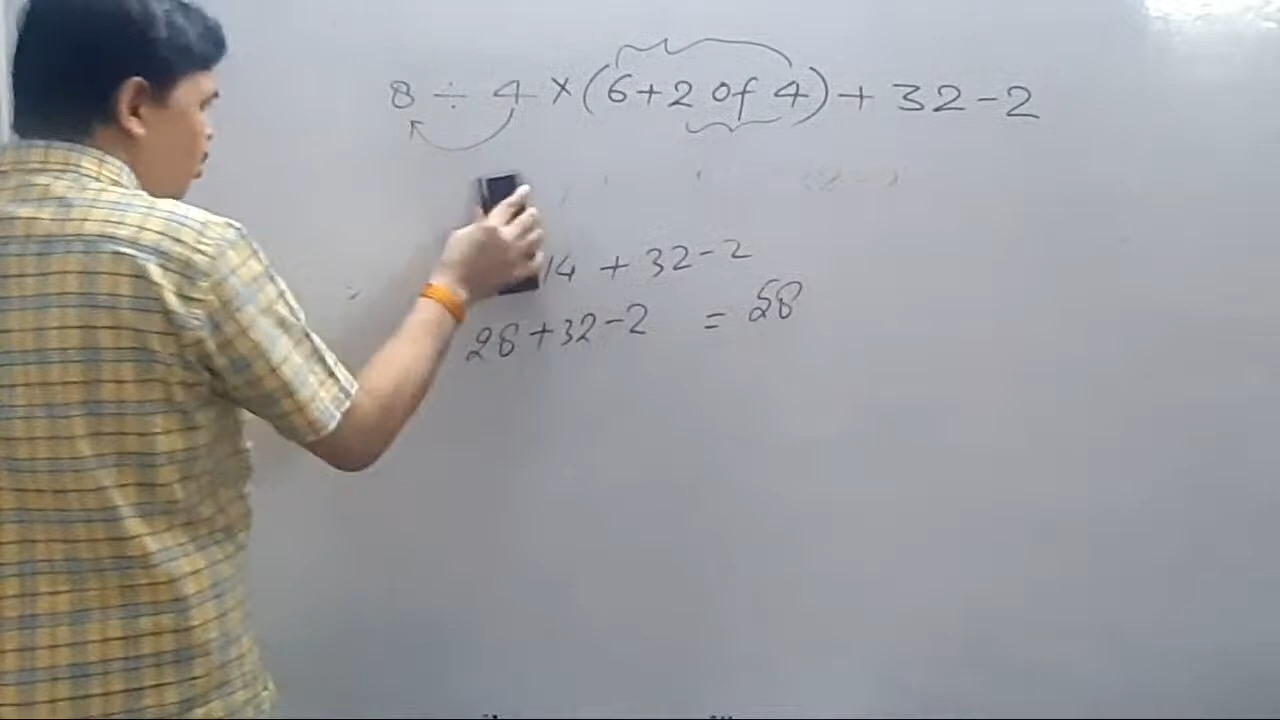 8 ÷ 4 × (6+2 of 4) + 32-2
14 + 32-2
28+32-2 = 58